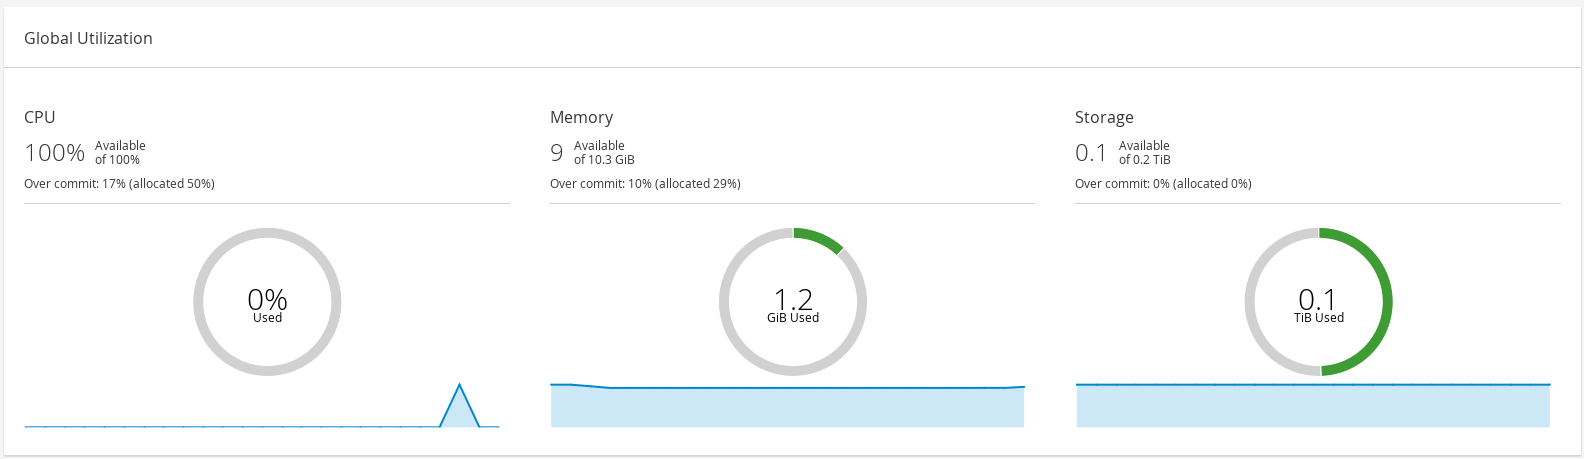 Global Utilization
CPU
100%
Available
of 100%
Over commit: 17% (allocated 50%)
0%
Used
Memory
9
Available
of 10.3 GiB
Over commit: 10% (allocated 29%)
1.2
GiB Used
Storage
0.1
Available
of 0.2 TiB
Over commit: 0% (allocated 0%)
0.1
TiB Used